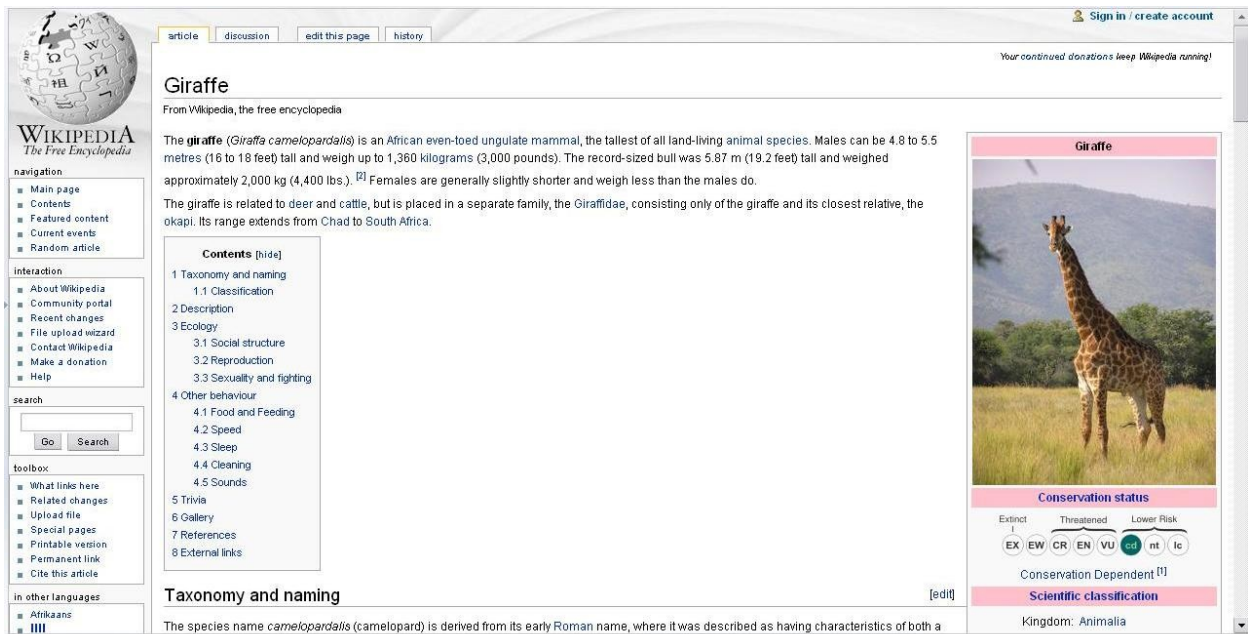 Sign in / create account
article
discussion
edit this page
history
Your continued donations keep Wikipedia running!
Giraffe
From Wikipedia, the free encyclopedia
WIKIPEDIA
The Free Encyclopedia
navigation
Main page
Contents
Featured content
Current events
Random article
interaction
About Wikipedia
Community portal
Recent changes
File upload wizard
Contact Wikipedia
Make a donation
Help
search
Go
Search
toolbox
What links here
Related changes
Upload file
Special pages
Printable version
Permanent link
Cite this article
in other languages
Afrikaans
The giraffe (Giraffa camelopardalis) is an African even-toed ungulate mammal, the tallest of all land-living animal species. Males can be 4.8 to 5.5
metres (16 to 18 feet) tall and weigh up to 1,360 kilograms (3,000 pounds). The record-sized bull was 5.87 m (19.2 feet) tall and weighed
approximately 2,000 kg (4,400 lbs.). [2] Females are generally slightly shorter and weigh less than the males do.
The giraffe is related to deer and cattle, but is placed in a separate family, the Giraffidae, consisting only of the giraffe and its closest relative, the
okapi. Its range extends from Chad to South Africa.
Contents [hide]
1 Taxonomy and naming
1.1 Classification
2 Description
3 Ecology
3.1 Social structure
3.2 Reproduction
3.3 Sexuality and fighting
4 Other behaviour
4.1 Food and Feeding
4.2 Speed
4.3 Sleep
4.4 Cleaning
4.5 Sounds
5 Trivia
6 Gallery
7 References
8 External links
Taxonomy and naming
[edit]
The species name camelopardalis (camelopard) is derived from its early Roman name, where it was described as having characteristics of both a
Giraffe
Conservation status
Extinct Threatened Lower Risk
EX EW CR EN VU cd nt lc
Conservation Dependent [1]
Scientific classification
Kingdom: Animalia